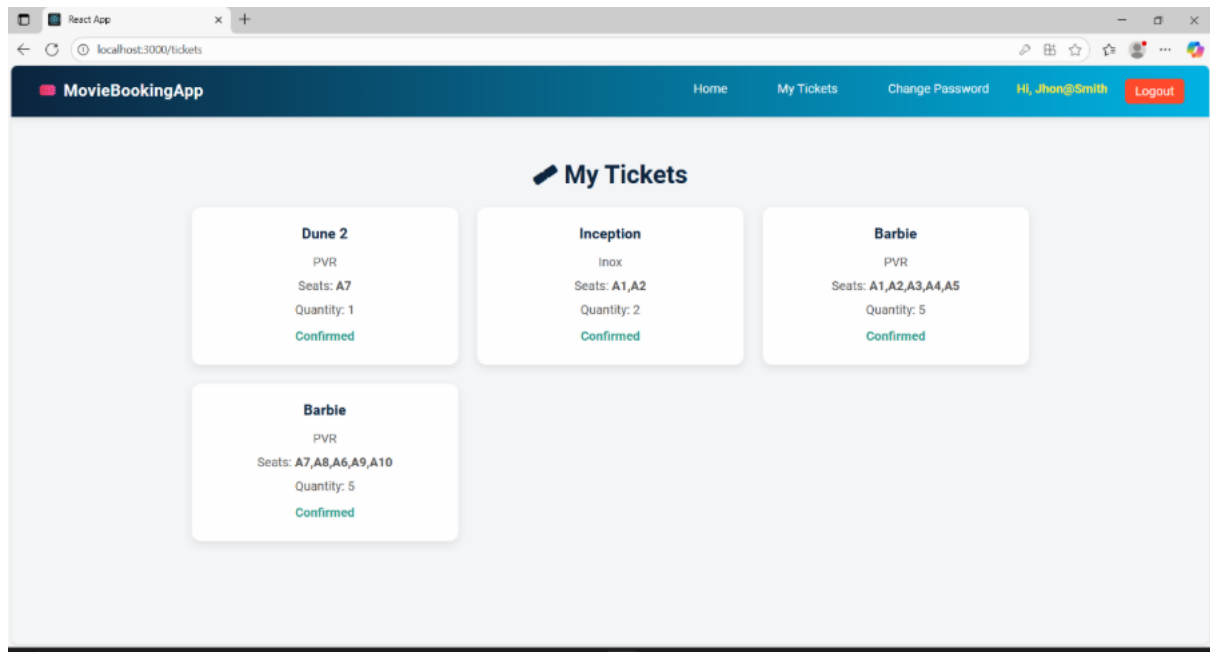 React App
localhost:3000/tickets
MovieBookingApp
Home
My Tickets
Change Password
Hi, Jhon@Smith
Logout
My Tickets
Dune 2
PVR
Seats: A7
Quantity: 1
Confirmed
Inception
Inox
Seats: A1,A2
Quantity: 2
Confirmed
Barbie
PVR
Seats: A1,A2,A3,A4,A5
Quantity: 5
Confirmed
Barbie
PVR
Seats: A7,A8,A6,A9,A10
Quantity: 5
Confirmed